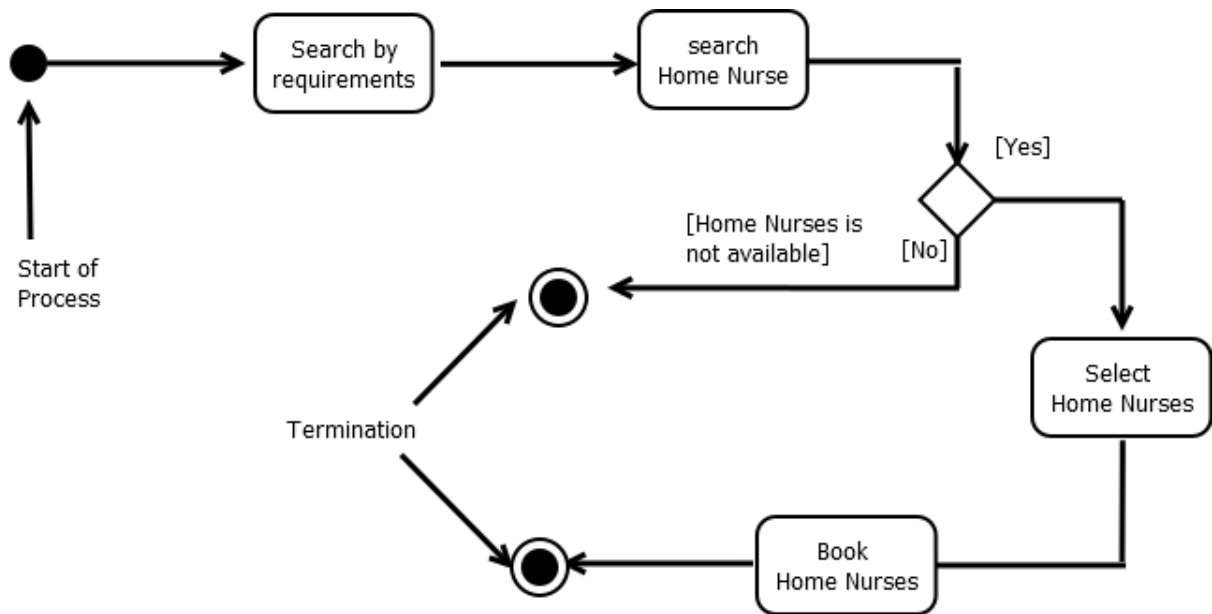 Search by
requirements
search
Home Nurse
[Yes]
[Home Nurses is
not available]
[No]
Start of
Process
Select
Home Nurses
Termination
Book
Home Nurses